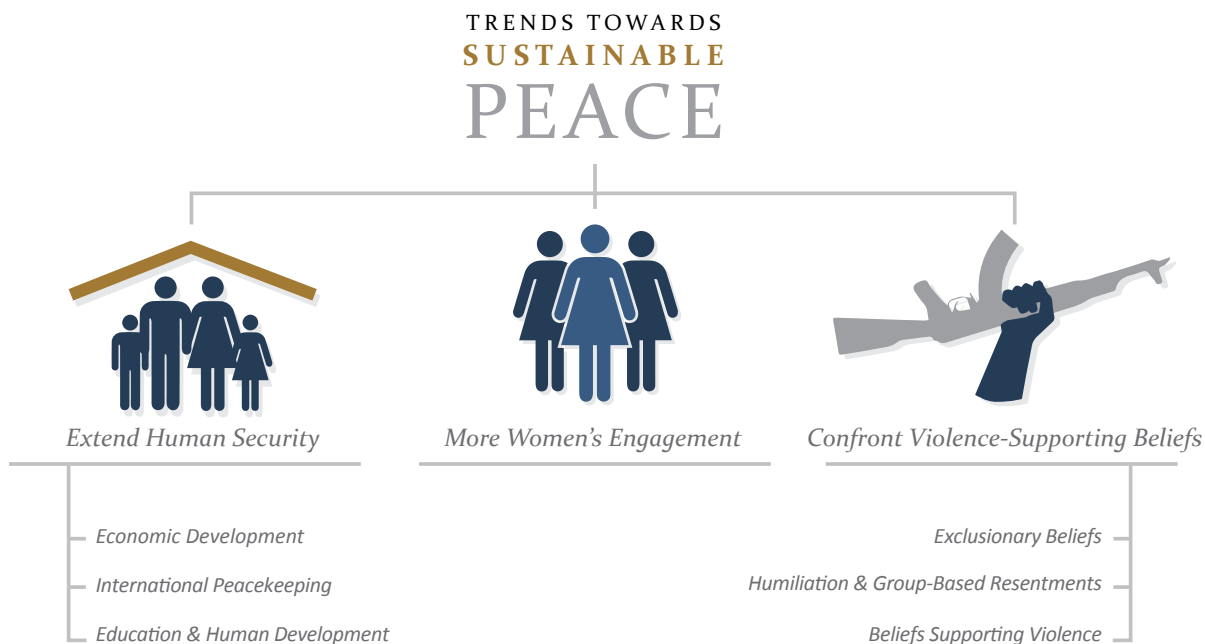 TRENDS TOWARDS
SUSTAINABLE
PEACE
Extend Human Security
More Women's Engagement
Confront Violence-Supporting Beliefs
Economic Development
International Peacekeeping
Education & Human Development
Exclusionary Beliefs
Humiliation & Group-Based Resentments
Beliefs Supporting Violence